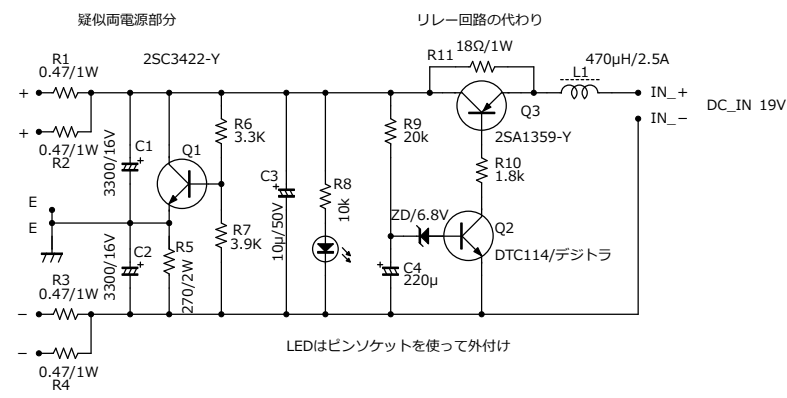 疑似両電源部分
リレー回路の代わり
R1
0.47/1W
2SC3422-Y
R11
18Ω/1W
470μH/2.5A
L1
+
IN_+
DC_IN 19V
IN_−
+
0.47/1W
R2
3300/16V
C1
+
Q1
R6
3.3K
C3
+
10μ/50V
R8
10k
R9
20k
Q3
2SA1359-Y
R10
1.8k
E
E
ZD/6.8V
Q2
DTC114/デジトラ
3300/16V
C2
+
R5
270/2W
R7
3.9K
+
C4
220μ
R3
0.47/1W
−
−
0.47/1W
R4
LEDはピンソケットを使って外付け